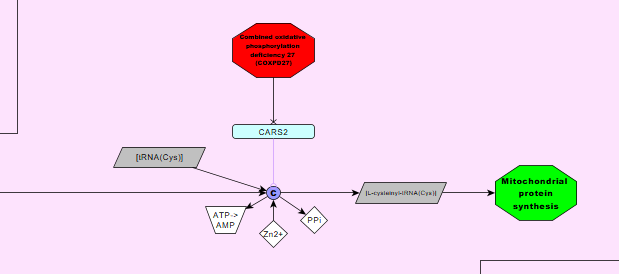 Combined oxidative
phosphorylation
deficiency 27
(COXPD27)
CARS2
[tRNA(Cys)]
C
[L-cysteinyl-tRNA(Cys)]
Mitochondrial
protein
synthesis
ATP->
AMP
Zn2+
PPi